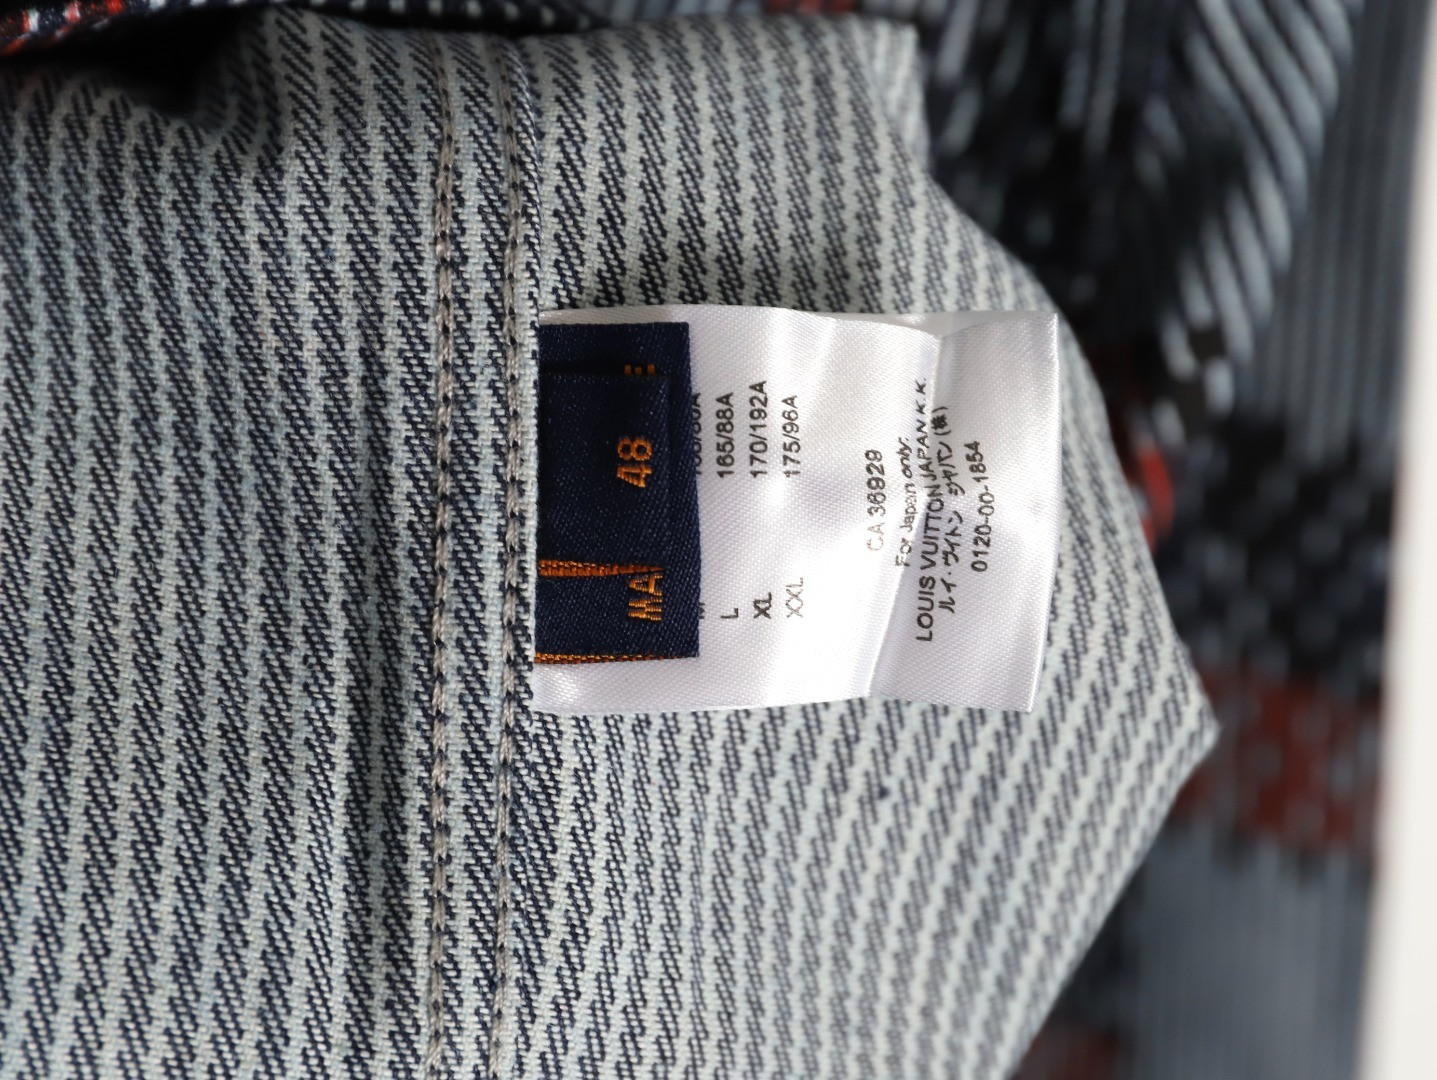 48
MA
L 165/88A
XL 170/192A
XXL 175/96A
CA 36929
For Japan only:
LOUIS VUITTON JAPAN K.K.
ルイ・ヴィトン ジャパン (株)
0120-00-1854